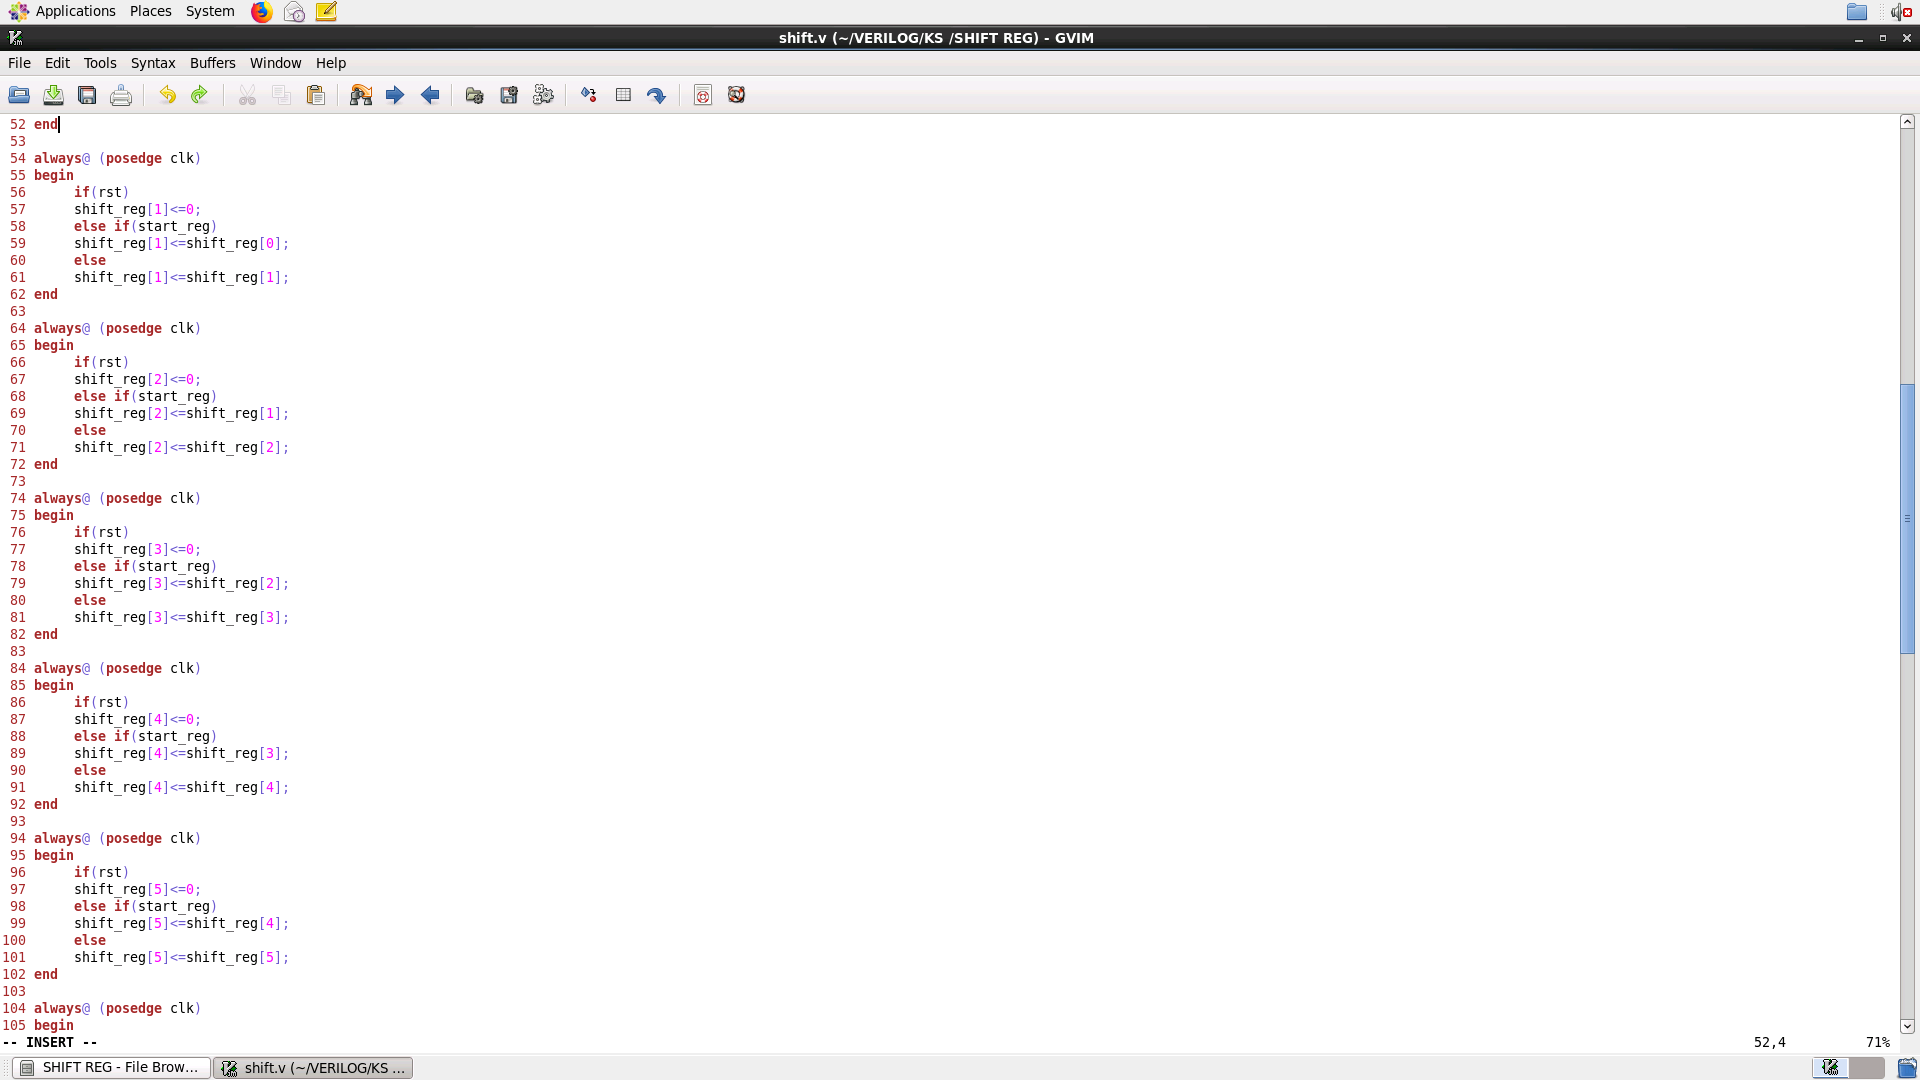 Applications Places System
shift.v (~/VERILOG/KS /SHIFT REG) - GVIM
File Edit Tools Syntax Buffers Window Help
52 end
53
54 always@ (posedge clk)
55 begin
56 if(rst)
57 shift_reg[1]<=0;
58 else if(start_reg)
59 shift_reg[1]<=shift_reg[0];
60 else
61 shift_reg[1]<=shift_reg[1];
62 end
63
64 always@ (posedge clk)
65 begin
66 if(rst)
67 shift_reg[2]<=0;
68 else if(start_reg)
69 shift_reg[2]<=shift_reg[1];
70 else
71 shift_reg[2]<=shift_reg[2];
72 end
73
74 always@ (posedge clk)
75 begin
76 if(rst)
77 shift_reg[3]<=0;
78 else if(start_reg)
79 shift_reg[3]<=shift_reg[2];
80 else
81 shift_reg[3]<=shift_reg[3];
82 end
83
84 always@ (posedge clk)
85 begin
86 if(rst)
87 shift_reg[4]<=0;
88 else if(start_reg)
89 shift_reg[4]<=shift_reg[3];
90 else
91 shift_reg[4]<=shift_reg[4];
92 end
93
94 always@ (posedge clk)
95 begin
96 if(rst)
97 shift_reg[5]<=0;
98 else if(start_reg)
99 shift_reg[5]<=shift_reg[4];
100 else
101 shift_reg[5]<=shift_reg[5];
102 end
103
104 always@ (posedge clk)
105 begin
-- INSERT -- 52,4 71%
SHIFT REG - File Brow... shift.v (~/VERILOG/KS ...